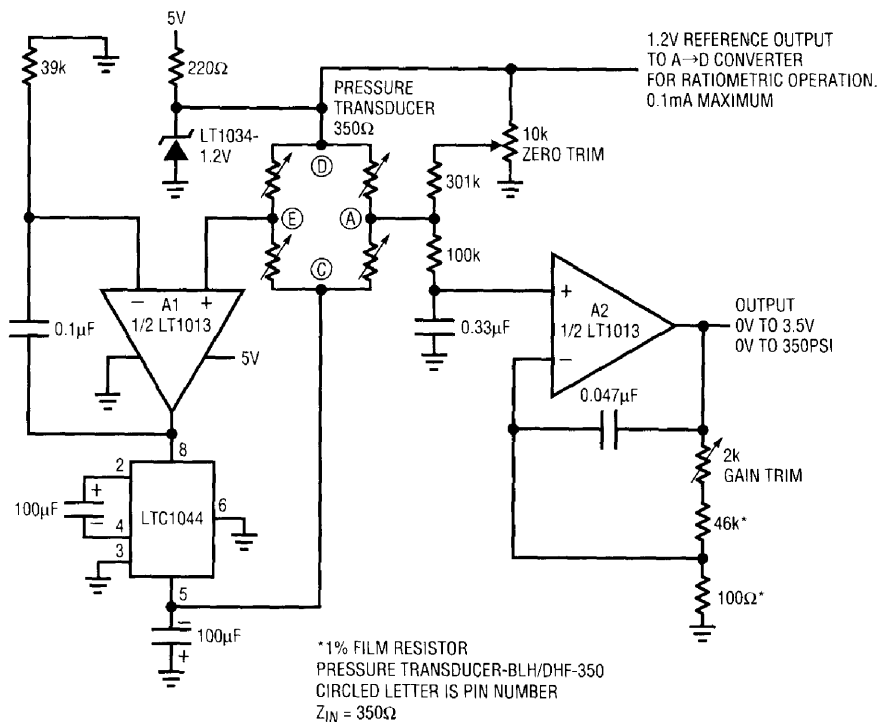 5V
39k
220Ω
PRESSURE
TRANSDUCER
350Ω
1.2V REFERENCE OUTPUT
TO A→D CONVERTER
FOR RATIOMETRIC OPERATION.
0.1mA MAXIMUM
LT1034-
1.2V
D
10k
ZERO TRIM
301k
E
A
C
100k
− +
A1
1/2 LT1013
0.1µF
5V
+
A2
1/2 LT1013
−
0.33µF
OUTPUT
0V TO 3.5V
0V TO 350PSI
0.047µF
2k
GAIN TRIM
46k*
100Ω*
8
2
100µF
+
−
4
3
LTC1044
6
5
−
100µF
+
*1% FILM RESISTOR
PRESSURE TRANSDUCER-BLH/DHF-350
CIRCLED LETTER IS PIN NUMBER
ZIN = 350Ω